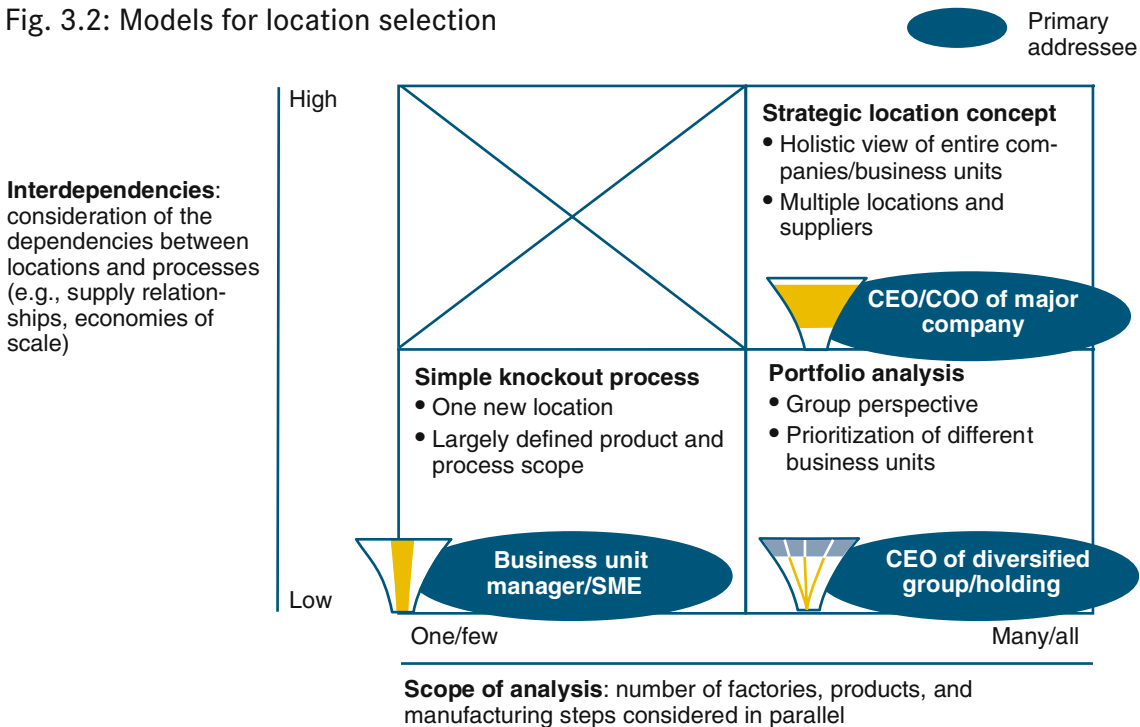 Fig. 3.2: Models for location selection
Primary
addressee
High
Interdependencies:
consideration of the
dependencies between
locations and processes
(e.g., supply relation-
ships, economies of
scale)
Strategic location concept
• Holistic view of entire com-
panies/business units
• Multiple locations and
suppliers
CEO/COO of major
company
Simple knockout process
• One new location
• Largely defined product and
process scope
Business unit
manager/SME
Portfolio analysis
• Group perspective
• Prioritization of different
business units
CEO of diversified
group/holding
Low
One/few
Many/all
Scope of analysis: number of factories, products, and
manufacturing steps considered in parallel